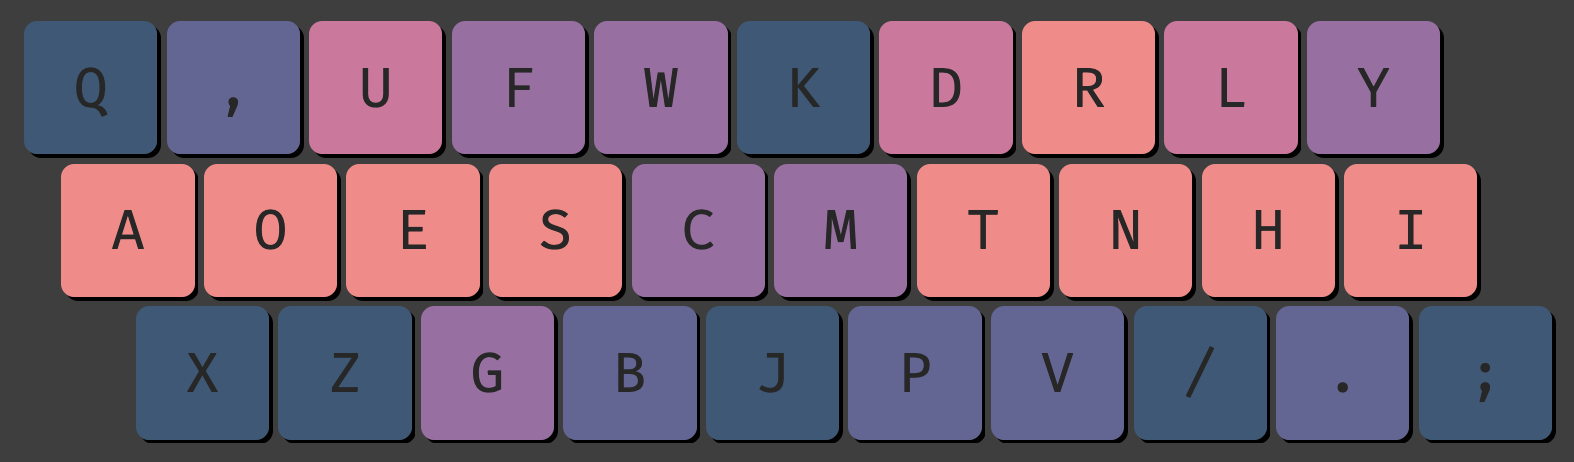 Q , U F W K D R L Y
A O E S C M T N H I
X Z G B J P V / . ;